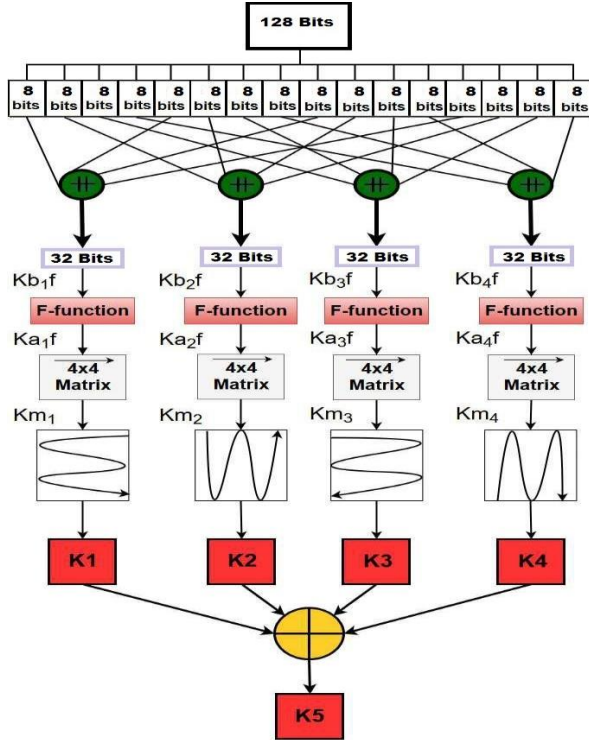 128 Bits
8 8 8 8 8 8 8 8 8 8 8 8 8 8 8 8
bits bits bits bits bits bits bits bits bits bits bits bits bits bits bits bits
32 Bits 32 Bits 32 Bits 32 Bits
Kb₁f Kb₂f Kb₃f Kb₄f
F-function F-function F-function F-function
Ka₁f Ka₂f Ka₃f Ka₄f
4x4 4x4 4x4 4x4
Matrix Matrix Matrix Matrix
Km₁ Km₂ Km₃ Km₄
K1 K2 K3 K4
K5